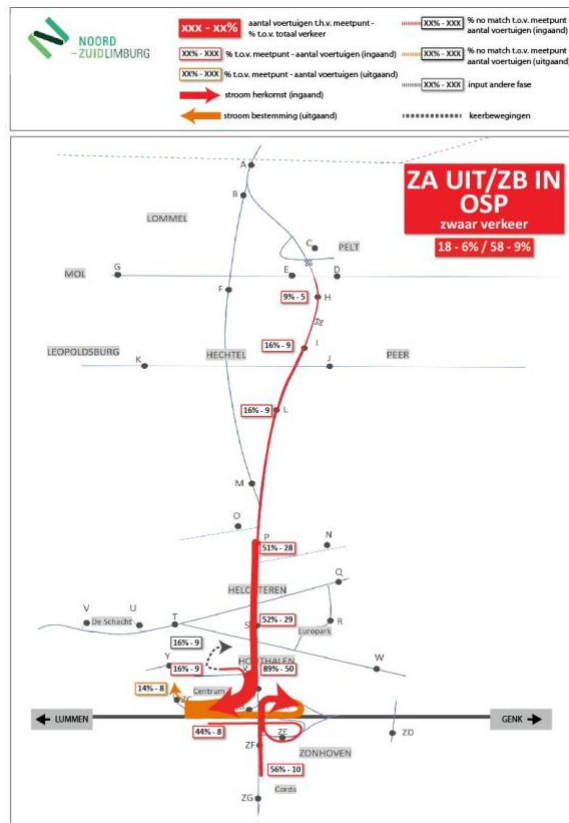 NOORD
-ZUIDLIMBURG
xxx - xx%
aantal voertuigen t.h.v. meetpunt -
% t.o.v. totaal verkeer
XX% - XXX
% t.o.v. meetpunt - aantal voertuigen (ingaand)
XX% - XXX
% t.o.v. meetpunt - aantal voertuigen (uitgaand)
stroom herkomst (ingaand)
stroom bestemming (uitgaand)
XX% - XXX
% no match t.o.v. meetpunt -
aantal voertuigen (ingaand)
XX% - XXX
% no match t.o.v. meetpunt -
aantal voertuigen (uitgaand)
XX% - XXX
input andere fase
keerbewegingen
ZA UIT/ZB IN
OSP
zwaar verkeer
18 - 6% / 58 - 9%
A
B
LOMMEL
C
PELT
G
E
D
MOL
F
9% - 5
H
LEOPOLDSBURG
HECHTEL
16% - 9
I
PEER
K
J
16% - 9
L
M
O
P
N
51% - 28
Q
HELCHTEREN
V
U
De Schacht
T
52% - 29
S
R
Europark
16% - 9
HOUTHALEN
Y
16% - 9
X
89% - 50
W
14% - 8
Centrum
ZC
LUMMEN
GENK
44% - 8
ZE
ZD
ZF
ZONHOVEN
56% - 10
Corda
ZG